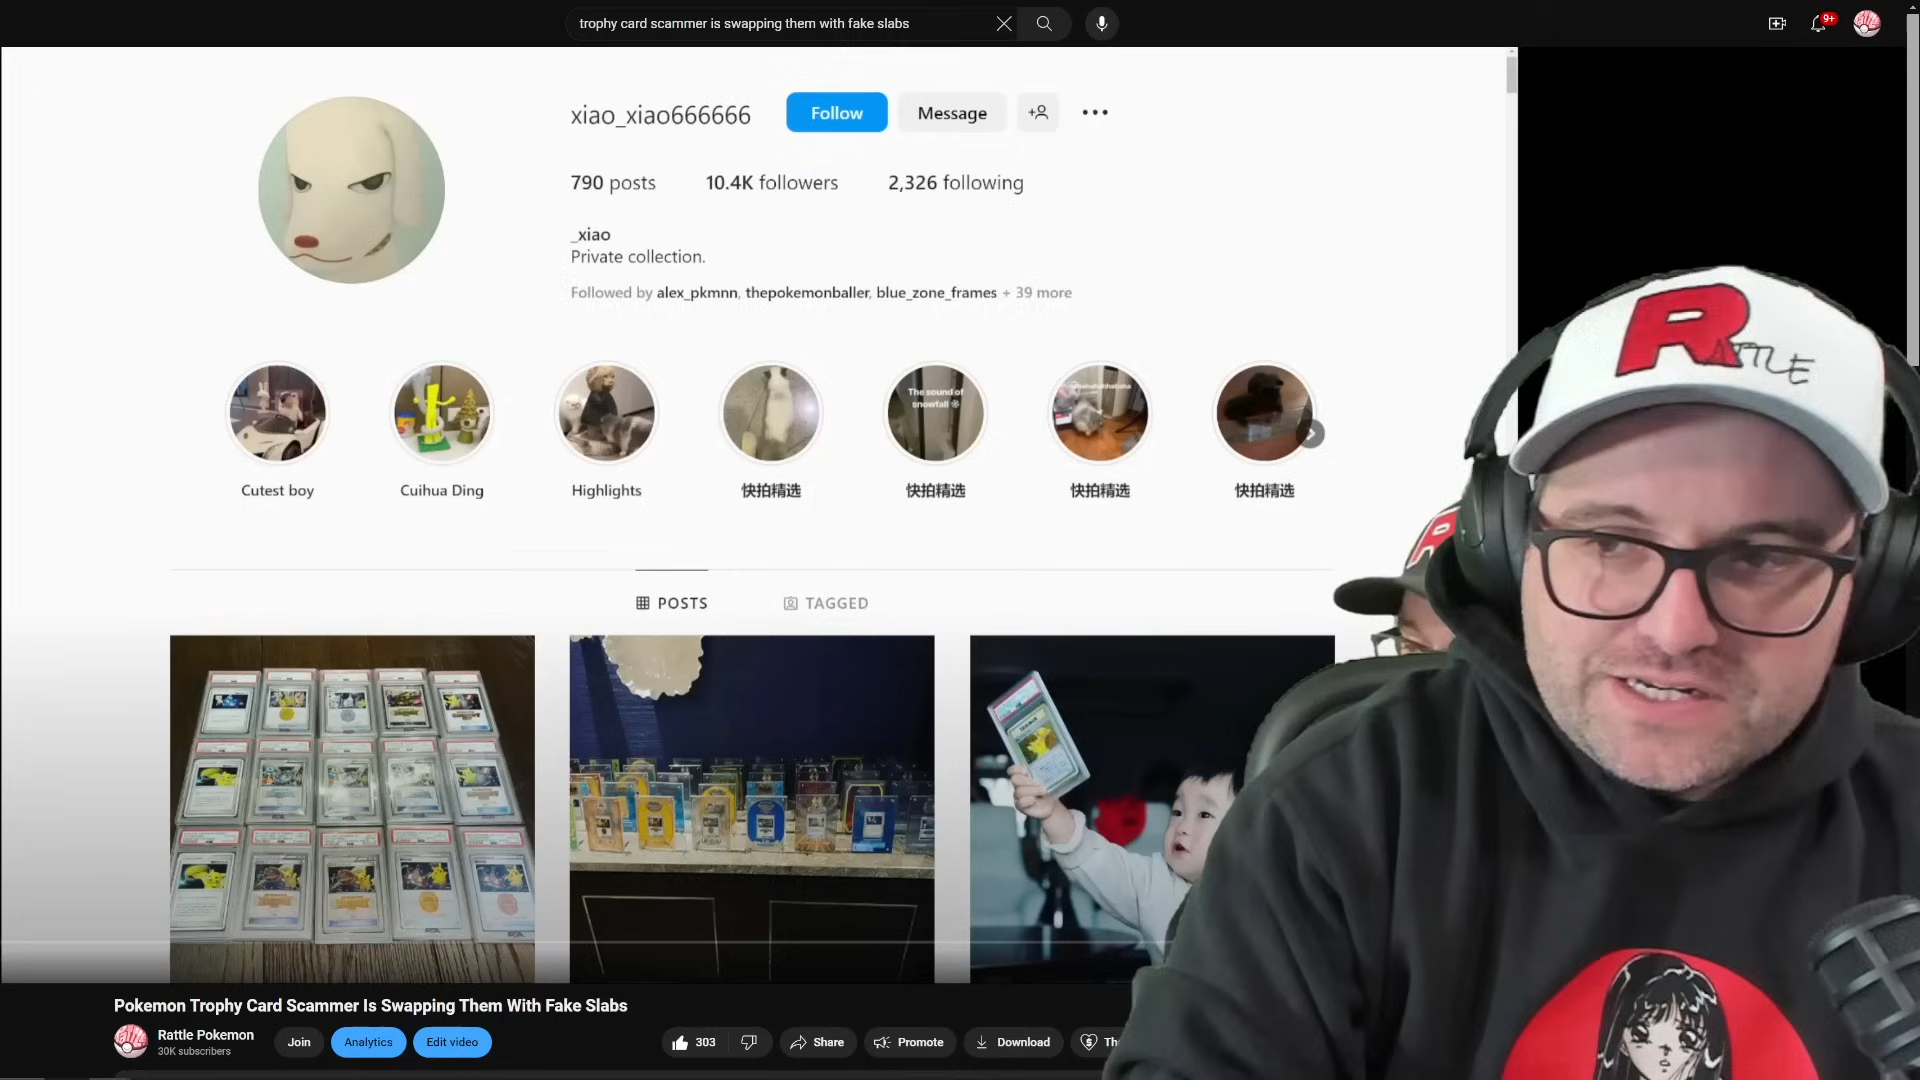 trophy card scammer is swapping them with fake slabs
9+
xiao_xiao666666
Follow
Message
790 posts
10.4K followers
2,326 following
_xiao
Private collection.
Followed by alex_pkmnn, thepokemonballer, blue_zone_frames + 39 more
The sound of
snowfall
Cutest boy
Cuihua Ding
Highlights
快拍精选
快拍精选
快拍精选
快拍精选
POSTS
TAGGED
RATTLE
R
Pokemon Trophy Card Scammer Is Swapping Them With Fake Slabs
Rattle Pokemon
30K subscribers
Join
Analytics
Edit video
303
Share
Promote
Download